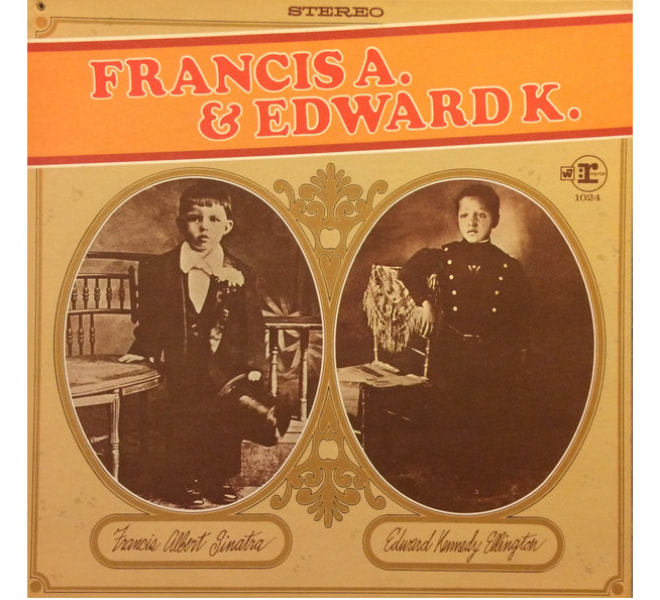 STEREO
FRANCIS A.
& EDWARD K.
W r
1024
Francis Albert Sinatra
Edward Kennedy Ellington